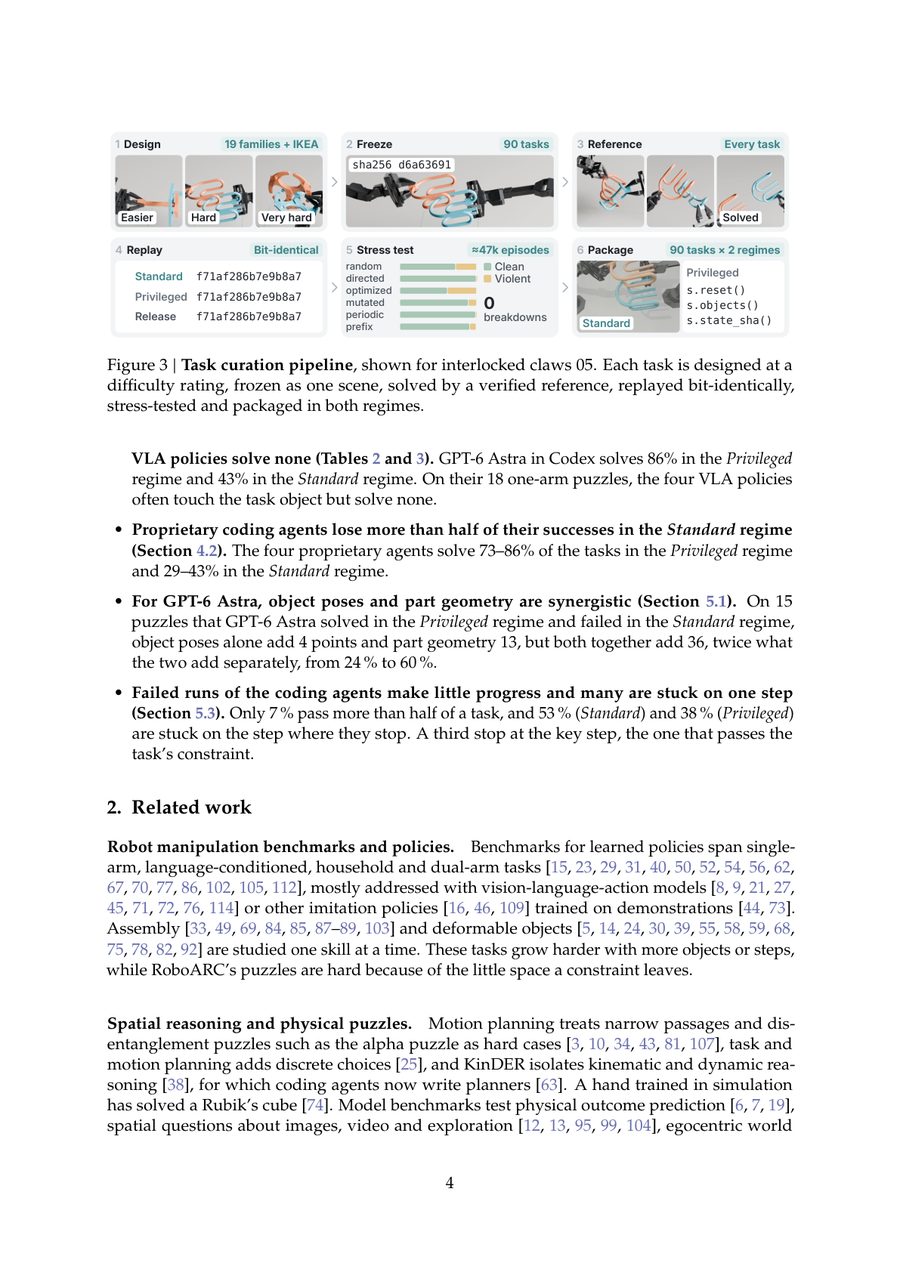 1 Design 19 families + IKEA
Easier Hard Very hard
2 Freeze 90 tasks
sha256 d6a63691
3 Reference Every task
Solved
4 Replay Bit-identical
Standard f71af286b7e9b8a7
Privileged f71af286b7e9b8a7
Release f71af286b7e9b8a7
5 Stress test ≈47k episodes
random
directed
optimized
mutated
periodic
prefix
Clean
Violent
0
breakdowns
6 Package 90 tasks × 2 regimes
Standard
Privileged
s.reset()
s.objects()
s.state_sha()
Figure 3 | Task curation pipeline, shown for interlocked claws 05. Each task is designed at a
difficulty rating, frozen as one scene, solved by a verified reference, replayed bit-identically,
stress-tested and packaged in both regimes.
VLA policies solve none (Tables 2 and 3). GPT-6 Astra in Codex solves 86% in the Privileged
regime and 43% in the Standard regime. On their 18 one-arm puzzles, the four VLA policies
often touch the task object but solve none.
• Proprietary coding agents lose more than half of their successes in the Standard regime
(Section 4.2). The four proprietary agents solve 73–86% of the tasks in the Privileged regime
and 29–43% in the Standard regime.
• For GPT-6 Astra, object poses and part geometry are synergistic (Section 5.1). On 15
puzzles that GPT-6 Astra solved in the Privileged regime and failed in the Standard regime,
object poses alone add 4 points and part geometry 13, but both together add 36, twice what
the two add separately, from 24 % to 60 %.
• Failed runs of the coding agents make little progress and many are stuck on one step
(Section 5.3). Only 7 % pass more than half of a task, and 53 % (Standard) and 38 % (Privileged)
are stuck on the step where they stop. A third stop at the key step, the one that passes the
task's constraint.
2. Related work
Robot manipulation benchmarks and policies. Benchmarks for learned policies span single-
arm, language-conditioned, household and dual-arm tasks [15, 23, 29, 31, 40, 50, 52, 54, 56, 62,
67, 70, 77, 86, 102, 105, 112], mostly addressed with vision-language-action models [8, 9, 21, 27,
45, 71, 72, 76, 114] or other imitation policies [16, 46, 109] trained on demonstrations [44, 73].
Assembly [33, 49, 69, 84, 85, 87–89, 103] and deformable objects [5, 14, 24, 30, 39, 55, 58, 59, 68,
75, 78, 82, 92] are studied one skill at a time. These tasks grow harder with more objects or steps,
while RoboARC's puzzles are hard because of the little space a constraint leaves.
Spatial reasoning and physical puzzles. Motion planning treats narrow passages and dis-
entanglement puzzles such as the alpha puzzle as hard cases [3, 10, 34, 43, 81, 107], task and
motion planning adds discrete choices [25], and KinDER isolates kinematic and dynamic rea-
soning [38], for which coding agents now write planners [63]. A hand trained in simulation
has solved a Rubik's cube [74]. Model benchmarks test physical outcome prediction [6, 7, 19],
spatial questions about images, video and exploration [12, 13, 95, 99, 104], egocentric world
4